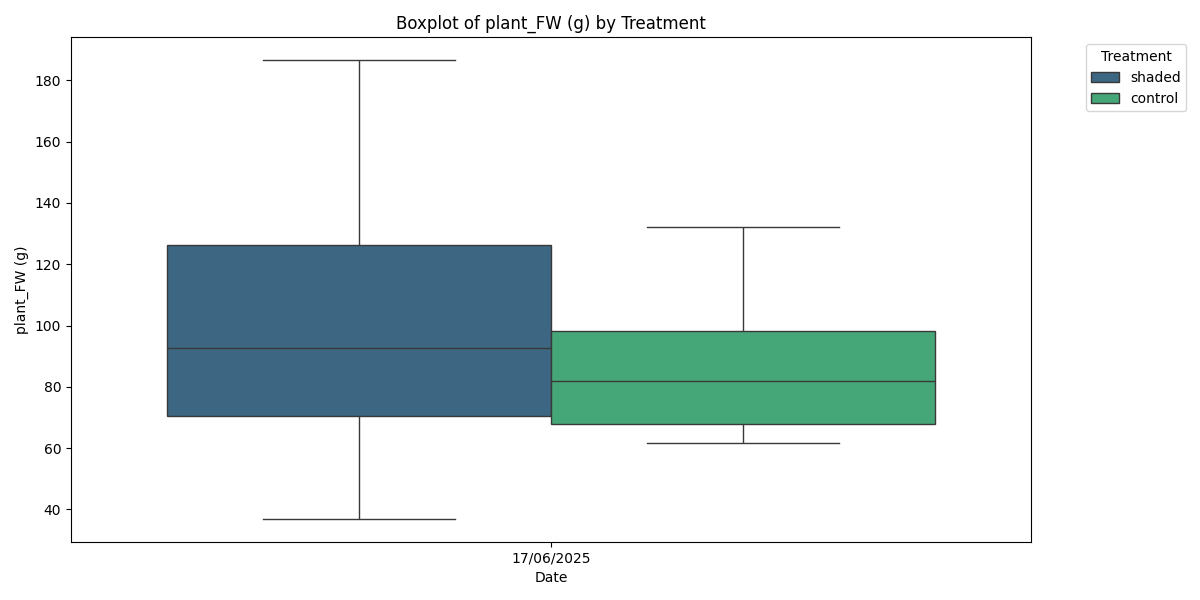 Boxplot of plant_FW (g) by Treatment
Treatment
shaded
control
plant_FW (g)
180
160
140
120
100
80
60
40
17/06/2025
Date